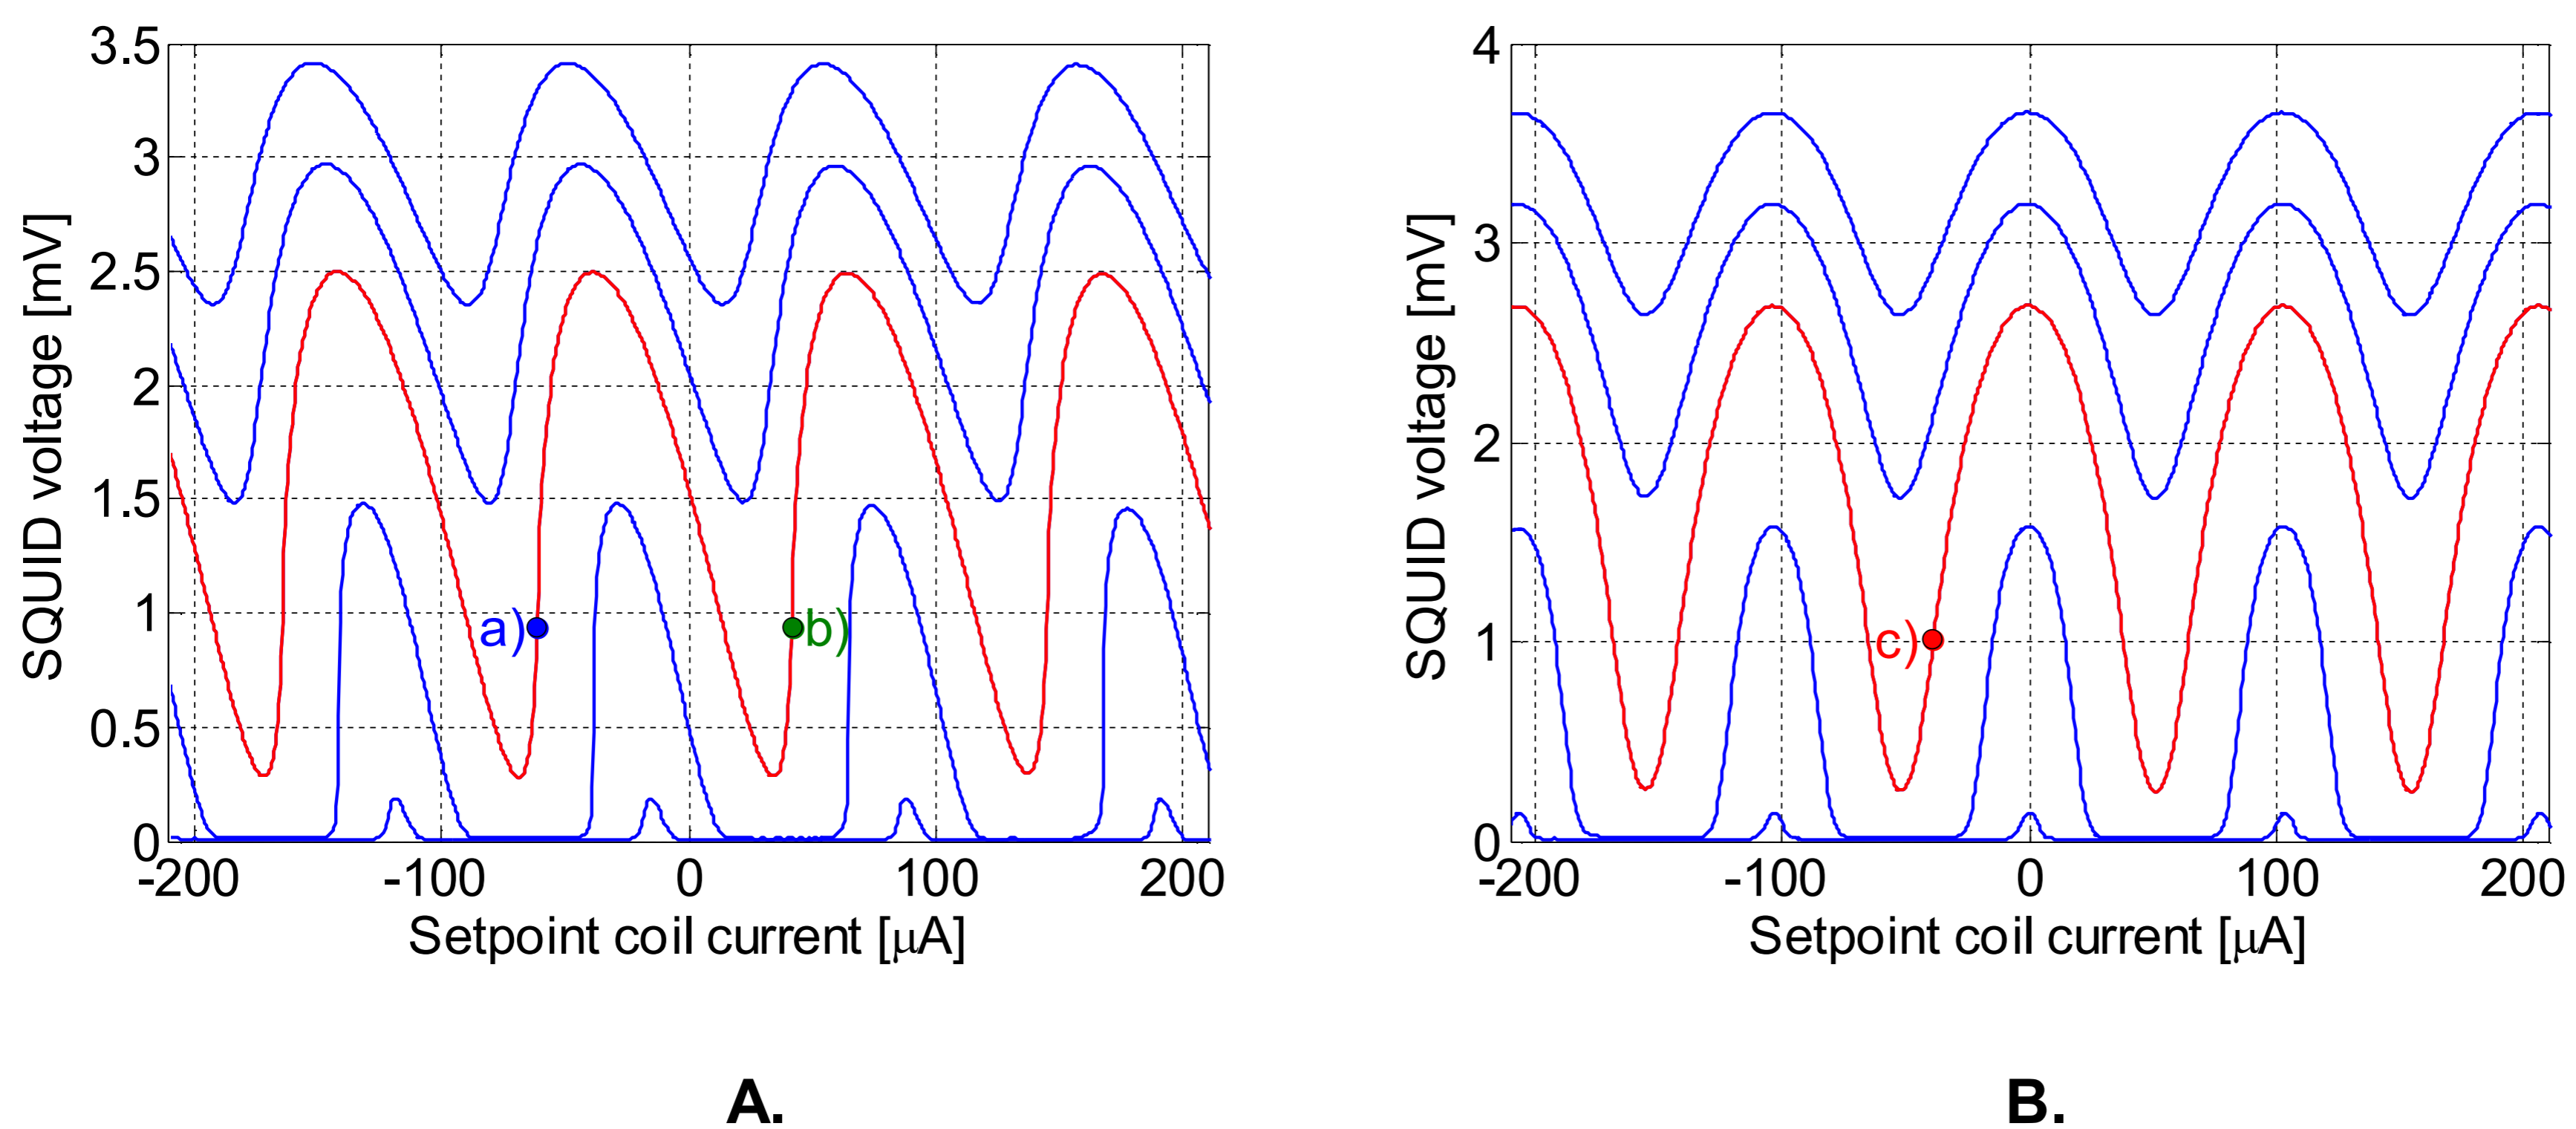 3.5
3
2.5
2
1.5
1
0.5
0
-200
-100
0
100
200
SQUID voltage [mV]
Setpoint coil current [μA]
a)
b)
A.
4
3
2
1
0
-200
-100
0
100
200
SQUID voltage [mV]
Setpoint coil current [μA]
c)
B.